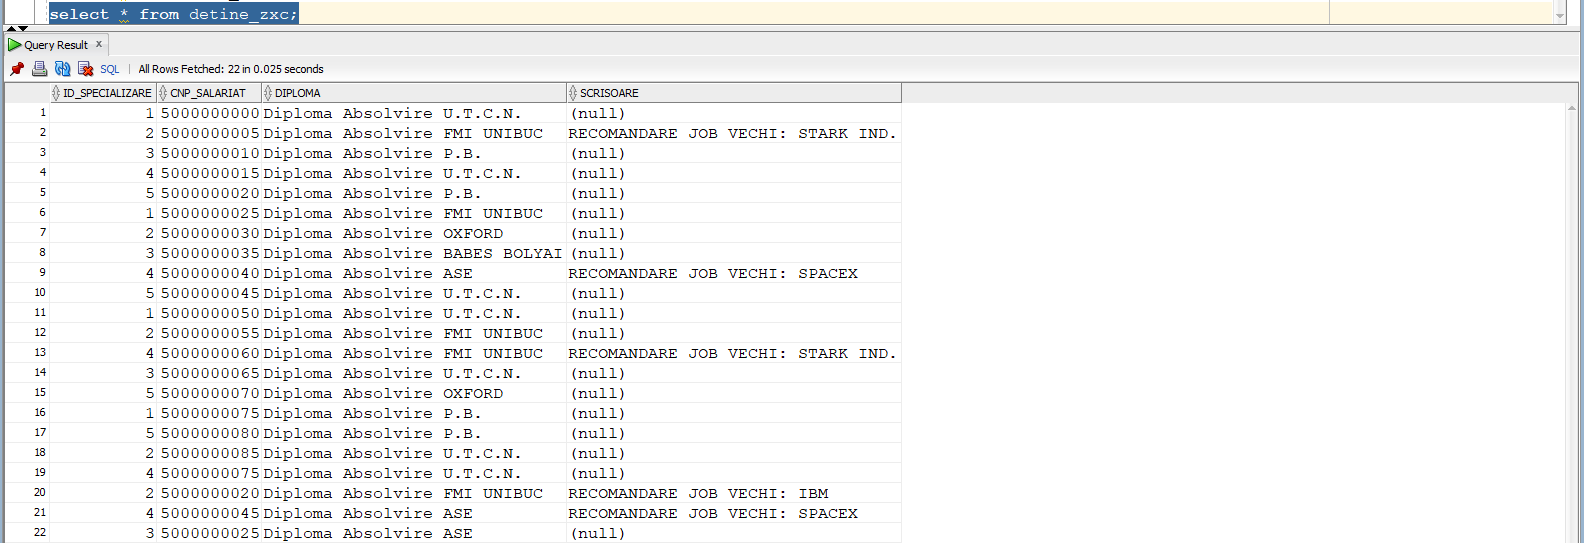 select * from detine_zxc;
Query Result x
SQL | All Rows Fetched: 22 in 0.025 seconds
ID_SPECIALIZARE CNP_SALARIAT DIPLOMA SCRISOARE
1 1 5000000000 Diploma Absolvire U.T.C.N. (null)
2 2 5000000005 Diploma Absolvire FMI UNIBUC RECOMANDARE JOB VECHI: STARK IND.
3 3 5000000010 Diploma Absolvire P.B. (null)
4 4 5000000015 Diploma Absolvire U.T.C.N. (null)
5 5 5000000020 Diploma Absolvire P.B. (null)
6 1 5000000025 Diploma Absolvire FMI UNIBUC (null)
7 2 5000000030 Diploma Absolvire OXFORD (null)
8 3 5000000035 Diploma Absolvire BABES BOLYAI (null)
9 4 5000000040 Diploma Absolvire ASE RECOMANDARE JOB VECHI: SPACEX
10 5 5000000045 Diploma Absolvire U.T.C.N. (null)
11 1 5000000050 Diploma Absolvire U.T.C.N. (null)
12 2 5000000055 Diploma Absolvire FMI UNIBUC (null)
13 4 5000000060 Diploma Absolvire FMI UNIBUC RECOMANDARE JOB VECHI: STARK IND.
14 3 5000000065 Diploma Absolvire U.T.C.N. (null)
15 5 5000000070 Diploma Absolvire OXFORD (null)
16 1 5000000075 Diploma Absolvire P.B. (null)
17 5 5000000080 Diploma Absolvire P.B. (null)
18 2 5000000085 Diploma Absolvire U.T.C.N. (null)
19 4 5000000075 Diploma Absolvire U.T.C.N. (null)
20 2 5000000020 Diploma Absolvire FMI UNIBUC RECOMANDARE JOB VECHI: IBM
21 4 5000000045 Diploma Absolvire ASE RECOMANDARE JOB VECHI: SPACEX
22 3 5000000025 Diploma Absolvire ASE (null)